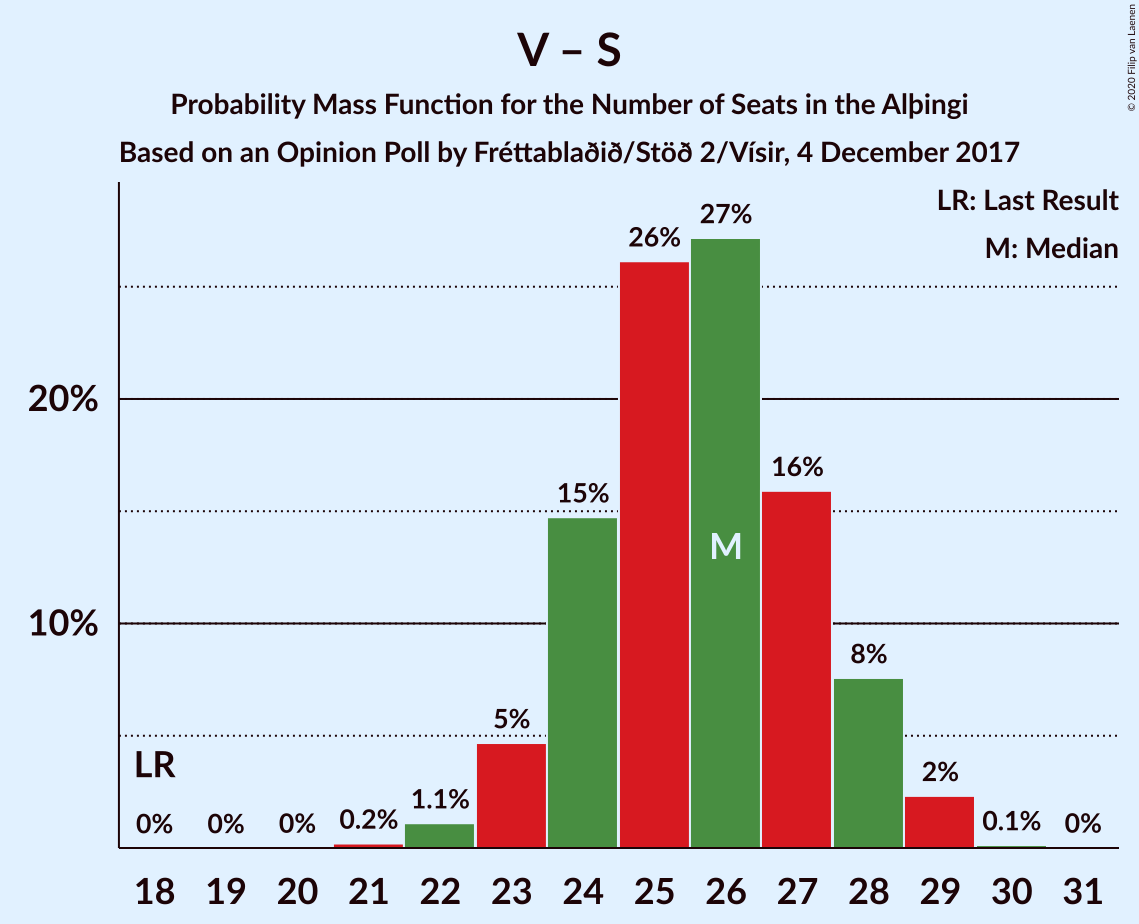 V – S
Probability Mass Function for the Number of Seats in the Alþingi
Based on an Opinion Poll by Fréttablaðið/Stöð 2/Vísir, 4 December 2017
© 2020 Filip van Laenen
LR: Last Result
M: Median
27%
26%
20%
16%
15%
M
10%
8%
5%
LR
2%
1.1%
0% 0% 0% 0.2% 0.1% 0%
18 19 20 21 22 23 24 25 26 27 28 29 30 31